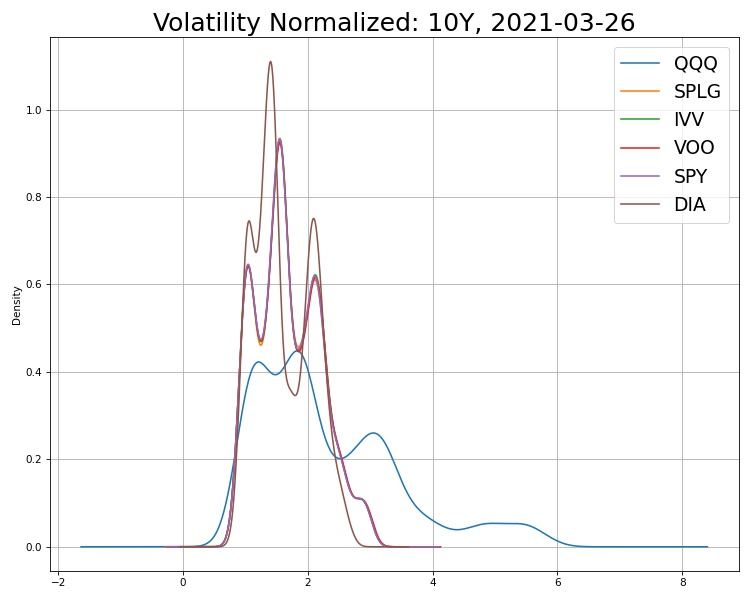 Volatility Normalized: 10Y, 2021-03-26
QQQ
SPLG
IVV
VOO
SPY
DIA
Density
1.0
0.8
0.6
0.4
0.2
0.0
−2
0
2
4
6
8